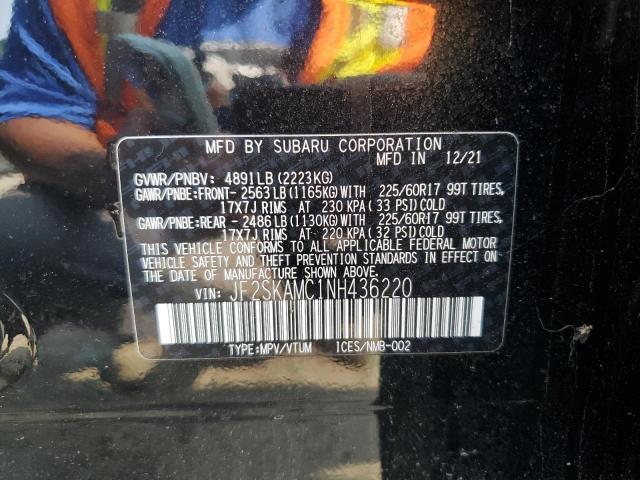 MFD BY SUBARU CORPORATION
GVWR/PNBV: 4891LB(2223KG) MFD IN 12/21
GAWR/PNBE:FRONT- 2563LB(1165KG)WITH 225/60R17 99T TIRES,
17X7J RIMS AT 230 KPA(33 PSI)COLD
GAWR/PNBE:REAR - 2486LB(1130KG)WITH 225/60R17 99T TIRES,
17X7J RIMS AT 220 KPA(32 PSI)COLD
THIS VEHICLE CONFORMS TO ALL APPLICABLE FEDERAL MOTOR
VEHICLE SAFETY AND THEFT PREVENTION STANDARDS IN EFFECT
ON THE DATE OF MANUFACTURE SHOWN ABOVE.
VIN: JF2SKAMC1NH436220
TYPE:MPV/VTUM ICES/NMB-002